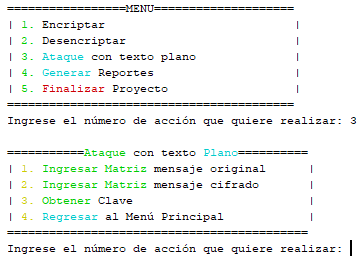 =================MENU====================
| 1. Encriptar                            |
| 2. Desencriptar                        |
| 3. Ataque con texto plano              |
| 4. Generar Reportes                    |
| 5. Finalizar Proyecto                  |
=========================================
Ingrese el número de acción que quiere realizar: 3
===========Ataque con texto Plano==========
| 1. Ingresar Matriz mensaje original      |
| 2. Ingresar Matriz mensaje cifrado       |
| 3. Obtener Clave                         |
| 4. Regresar al Menú Principal            |
===========================================
Ingrese el número de acción que quiere realizar: